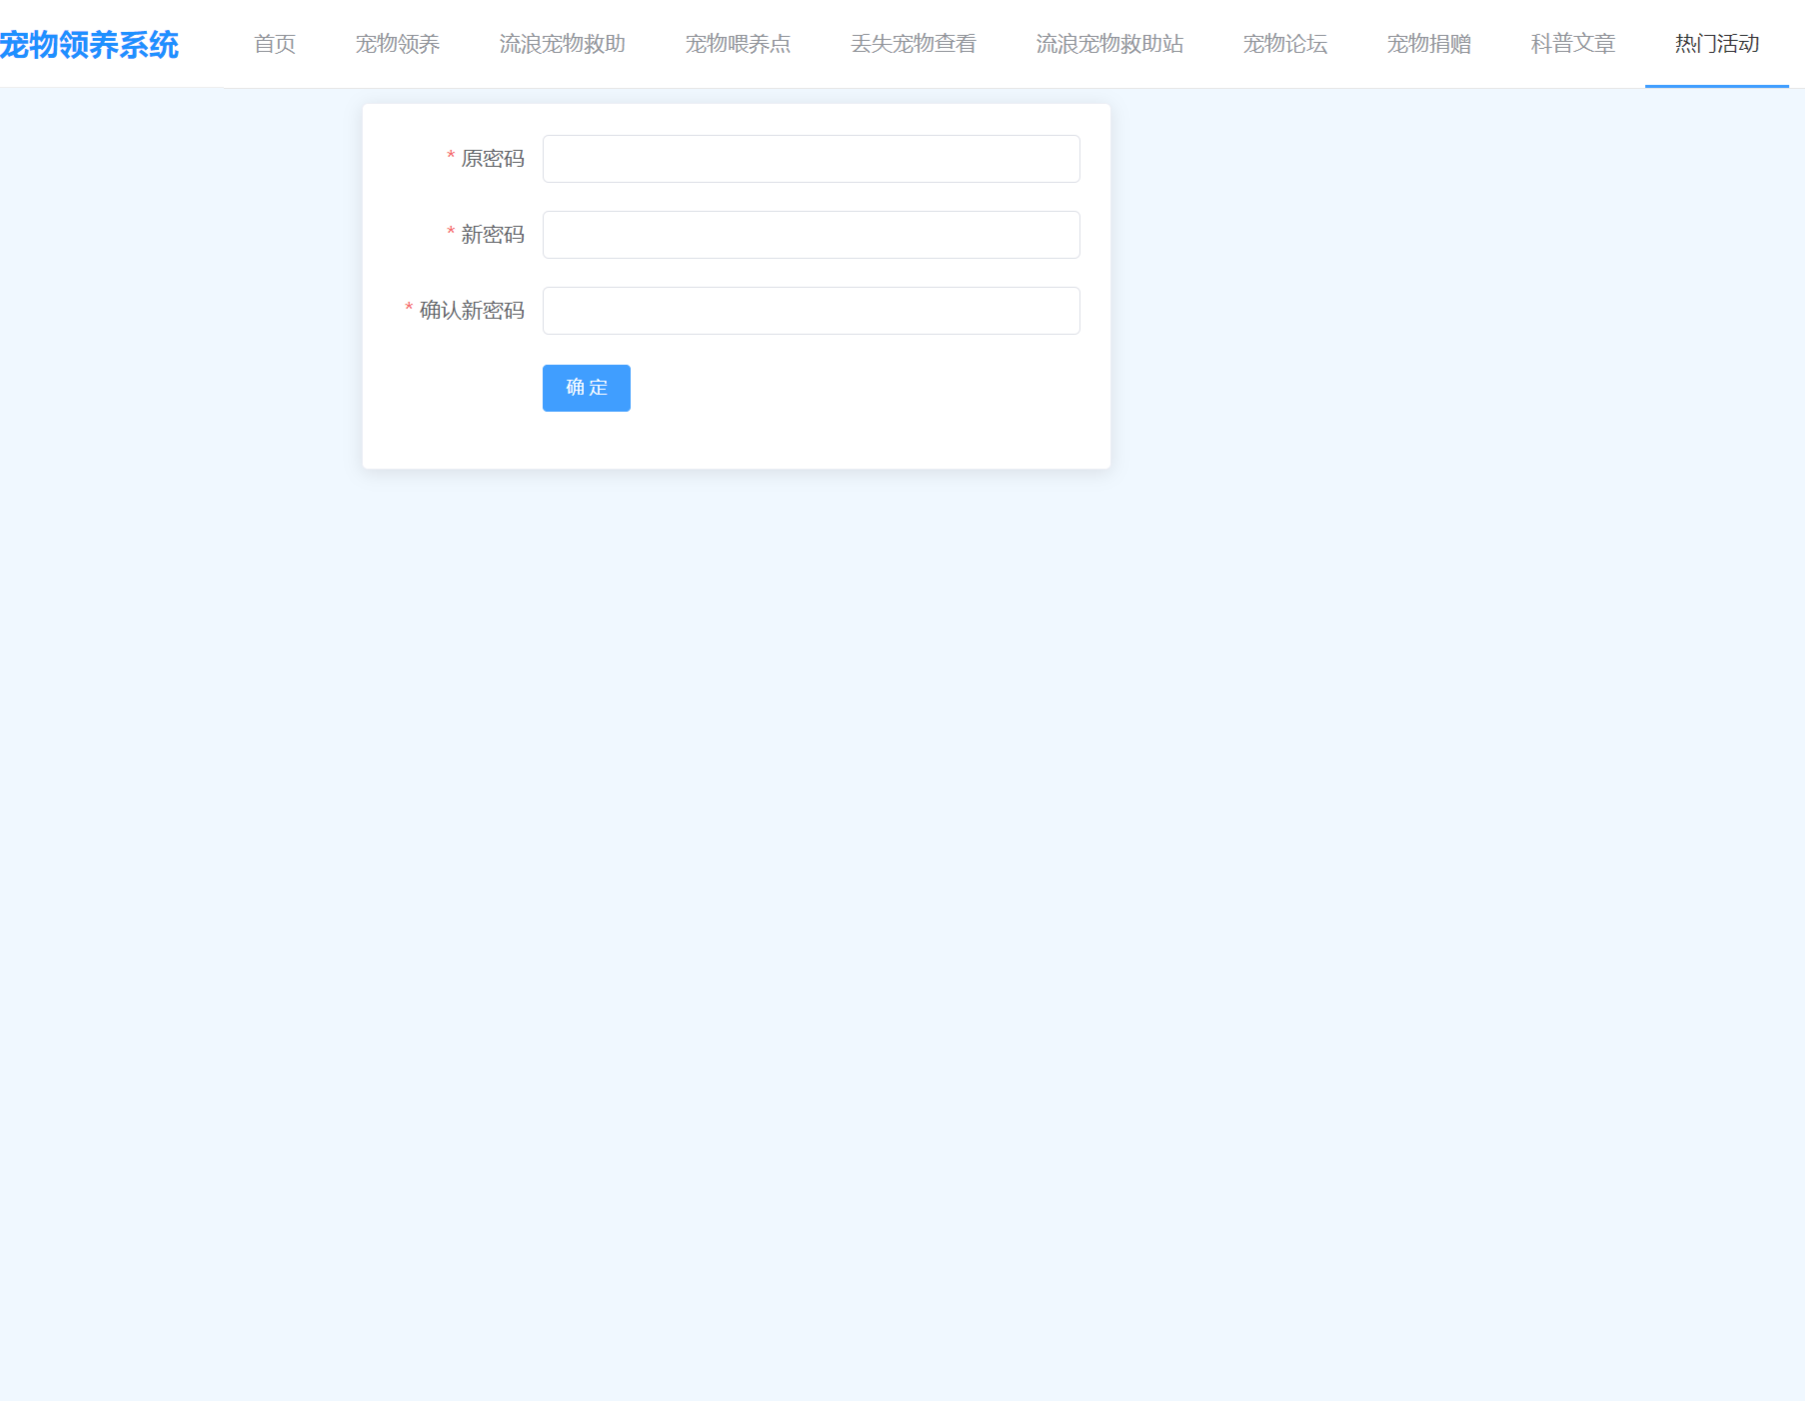 宠物领养系统 首页 宠物领养 流浪宠物救助 宠物喂养点 丢失宠物查看 流浪宠物救助站 宠物论坛 宠物捐赠 科普文章 热门活动
* 原密码
* 新密码
* 确认新密码
确 定